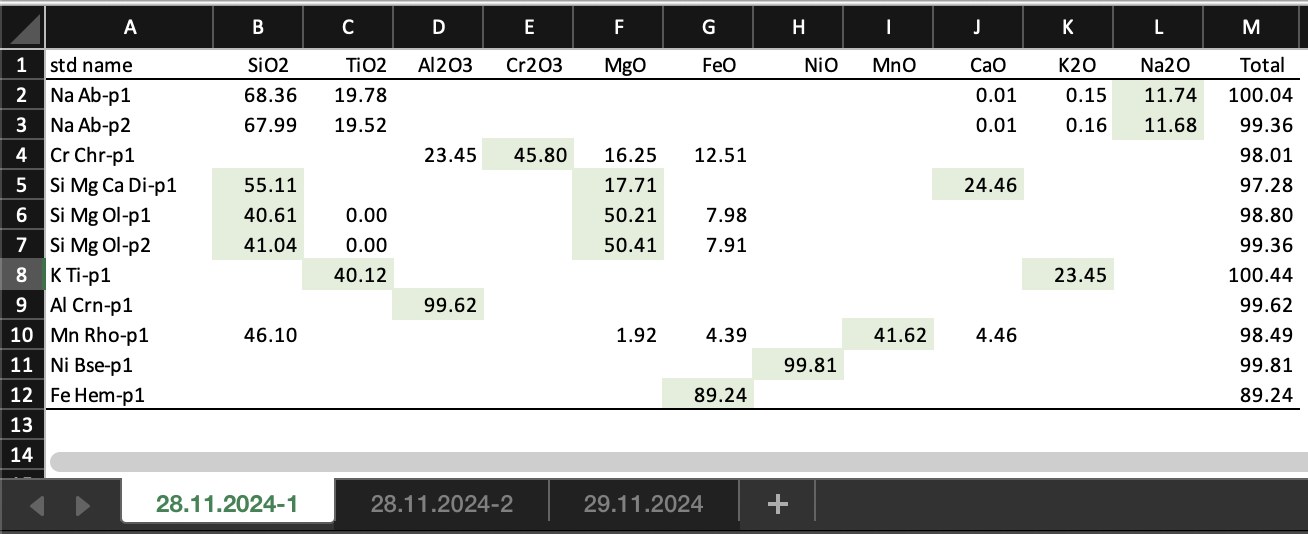 A B C D E F G H I J K L M
1 std name SiO2 TiO2 Al2O3 Cr2O3 MgO FeO NiO MnO CaO K2O Na2O Total
2 Na Ab-p1 68.36 19.78 0.01 0.15 11.74 100.04
3 Na Ab-p2 67.99 19.52 0.01 0.16 11.68 99.36
4 Cr Chr-p1 23.45 45.80 16.25 12.51 98.01
5 Si Mg Ca Di-p1 55.11 17.71 24.46 97.28
6 Si Mg Ol-p1 40.61 0.00 50.21 7.98 98.80
7 Si Mg Ol-p2 41.04 0.00 50.41 7.91 99.36
8 K Ti-p1 40.12 23.45 100.44
9 Al Crn-p1 99.62 99.62
10 Mn Rho-p1 46.10 1.92 4.39 41.62 4.46 98.49
11 Ni Bse-p1 99.81 99.81
12 Fe Hem-p1 89.24 89.24
13
14
28.11.2024-1 28.11.2024-2 29.11.2024 +